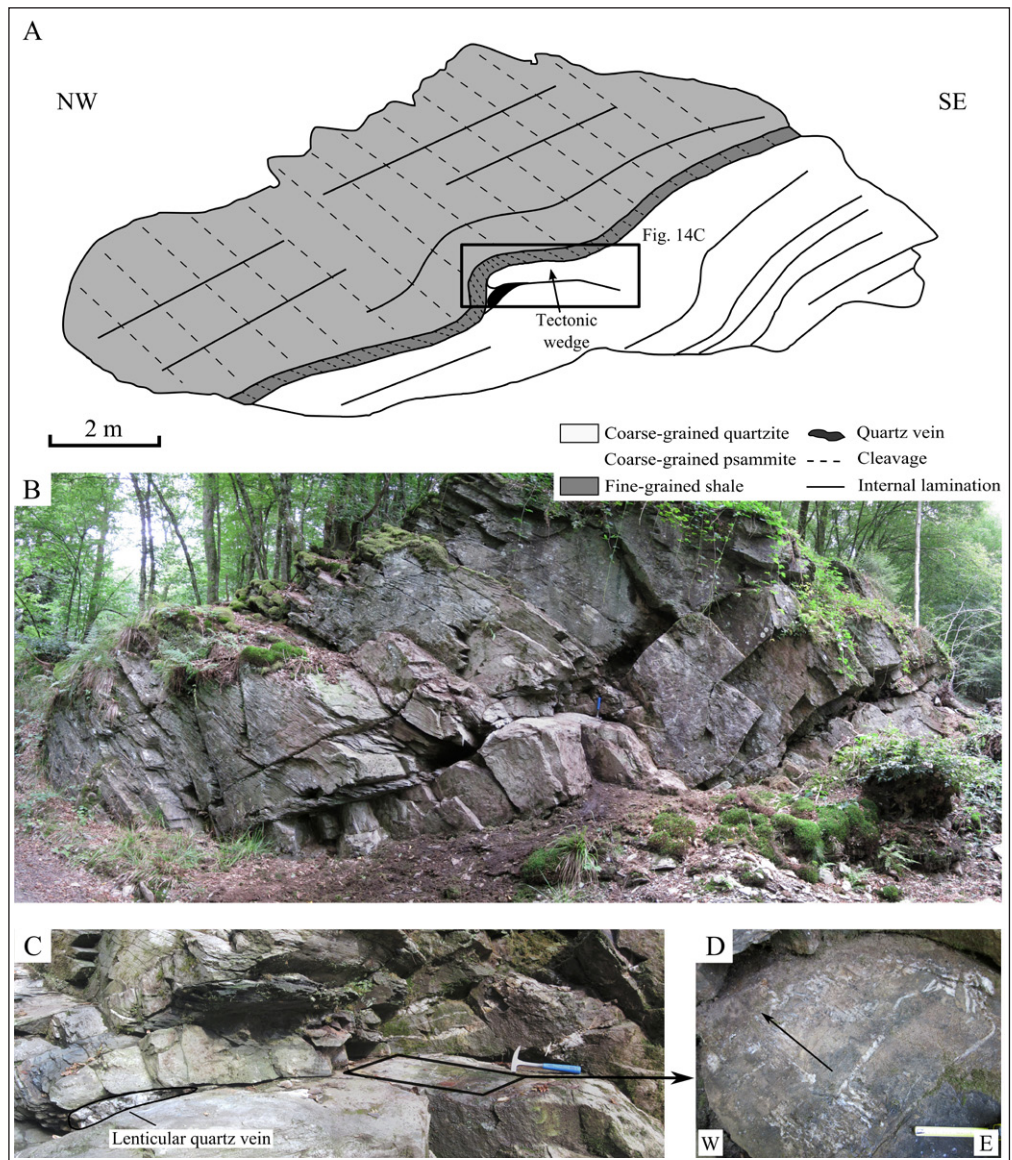 A
NW
SE
Fig. 14C
Tectonic
wedge
2 m
Coarse-grained quartzite
Quartz vein
Coarse-grained psammite
Cleavage
Fine-grained shale
Internal lamination
B
C
D
Lenticular quartz vein
W
E